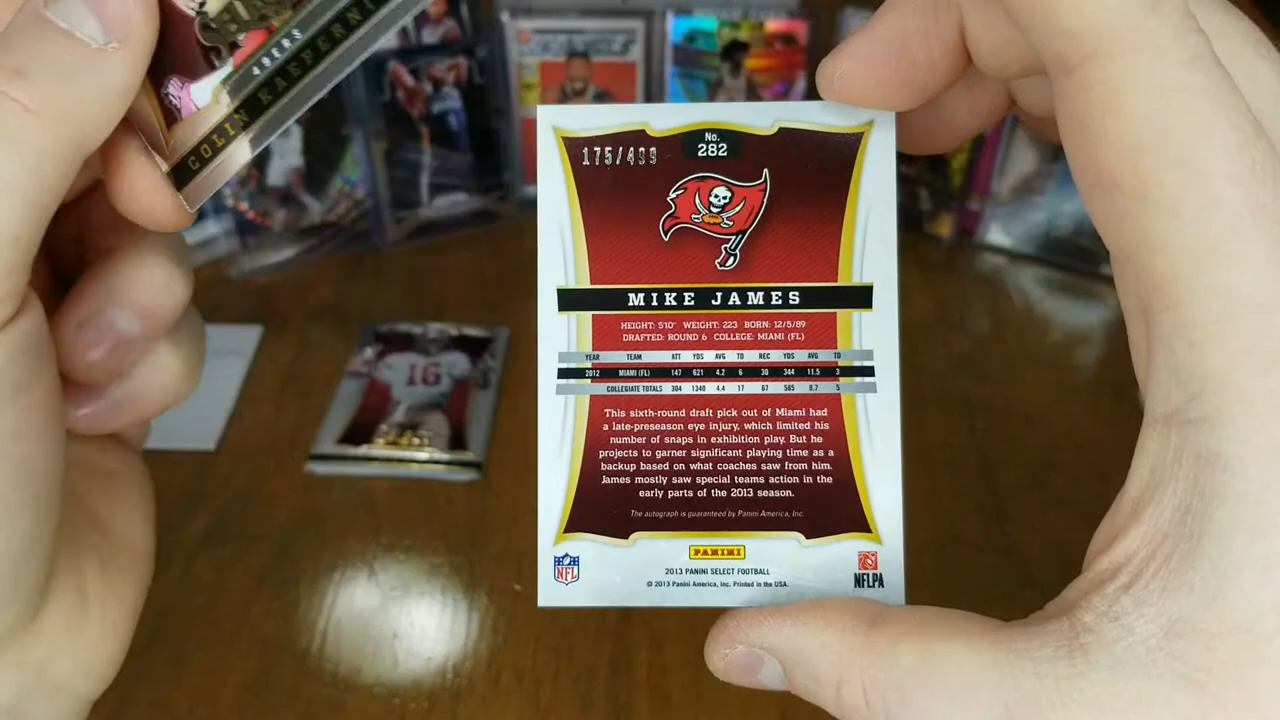 49ERS
COLIN KAEPERNI
16
No.
282
175/499
MIKE JAMES
HEIGHT: 510" WEIGHT: 223 BORN: 12/5/89
DRAFTED: ROUND 6 COLLEGE: MIAMI (FL)
YEAR TEAM ATT YDS AVG TD REC YDS AVG TD
2012 MIAMI (FL) 147 621 4.2 6 30 344 11.5 3
COLLEGIATE TOTALS 304 1340 4.4 17 67 585 8.7 5
This sixth-round draft pick out of Miami had
a late-preseason eye injury, which limited his
number of snaps in exhibition play. But he
projects to garner significant playing time as a
backup based on what coaches saw from him.
James mostly saw special teams action in the
early parts of the 2013 season.
The autograph is guaranteed by Panini America, Inc.
PANINI
NFL
2013 PANINI SELECT FOOTBALL
© 2013 Panini America, Inc. Printed in the USA.
NFLPA